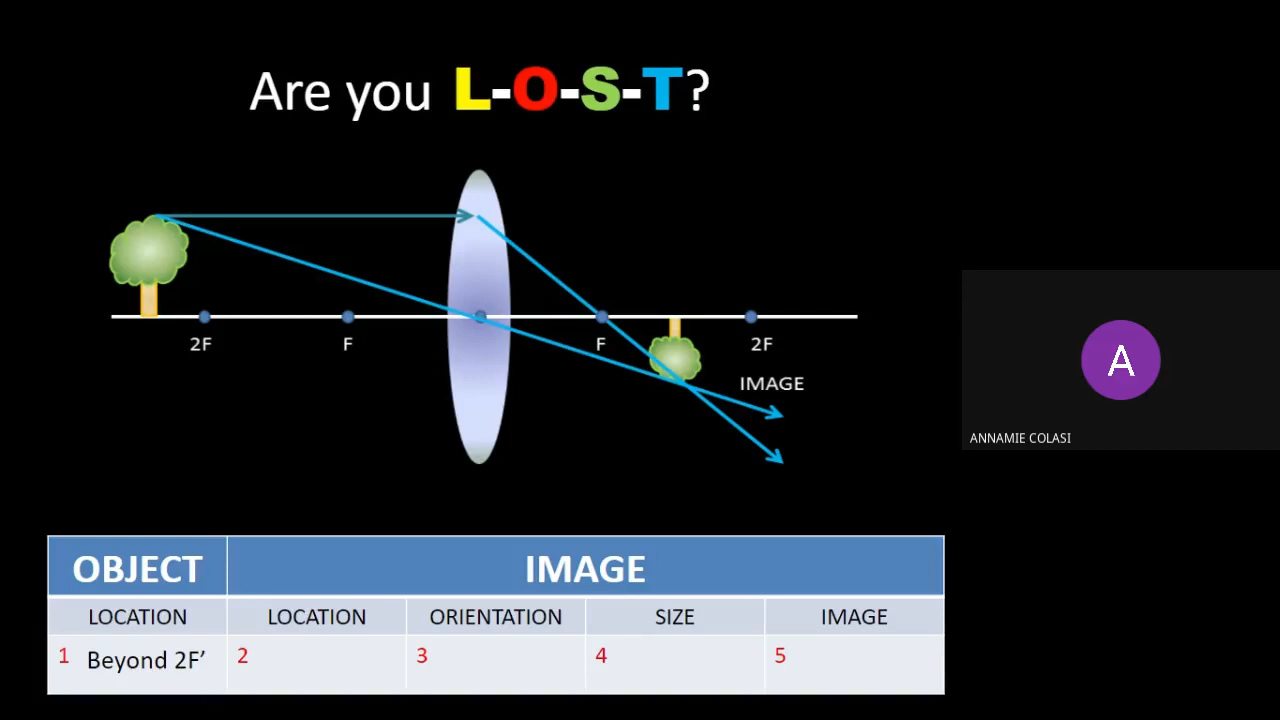 Are you L-O-S-T?
2F F F 2F
IMAGE
A
ANNAMIE COLASI
OBJECT IMAGE
LOCATION LOCATION ORIENTATION SIZE IMAGE
1 Beyond 2F’ 2 3 4 5